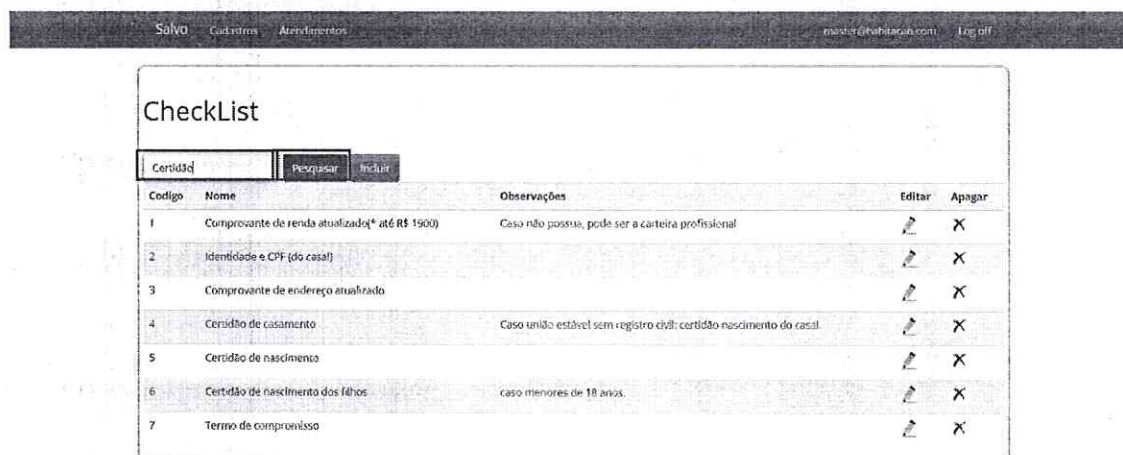 Salvo Cadastros Atendimentos master@habitacao.com Log off
CheckList
Certidão Pesquisar Incluir
Codigo Nome Observações Editar Apagar
1 Comprovante de renda atualizado(* até R$ 1900) Caso não possua, pode ser a carteira profissional
2 Identidade e CPF (do casal)
3 Comprovante de endereço atualizado
4 Certidão de casamento Caso união estável sem registro civil: certidão nascimento do casal.
5 Certidão de nascimento
6 Certidão de nascimento dos filhos caso menores de 18 anos.
7 Termo de compromisso